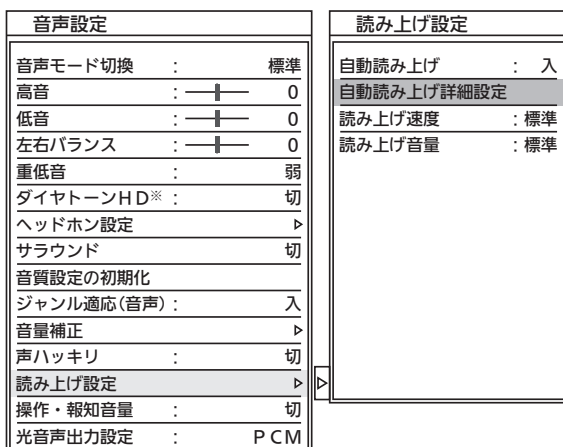 音声設定
音声モード切換 : 標準
高音 : 0
低音 : 0
左右バランス : 0
重低音 : 弱
ダイヤトーンHD※ : 切
ヘッドホン設定
サラウンド 切
音質設定の初期化
ジャンル適応(音声) : 入
音量補正
声ハッキリ : 切
読み上げ設定
操作・報知音量 : 切
光音声出力設定 : PCM
読み上げ設定
自動読み上げ : 入
自動読み上げ詳細設定
読み上げ速度 : 標準
読み上げ音量 : 標準